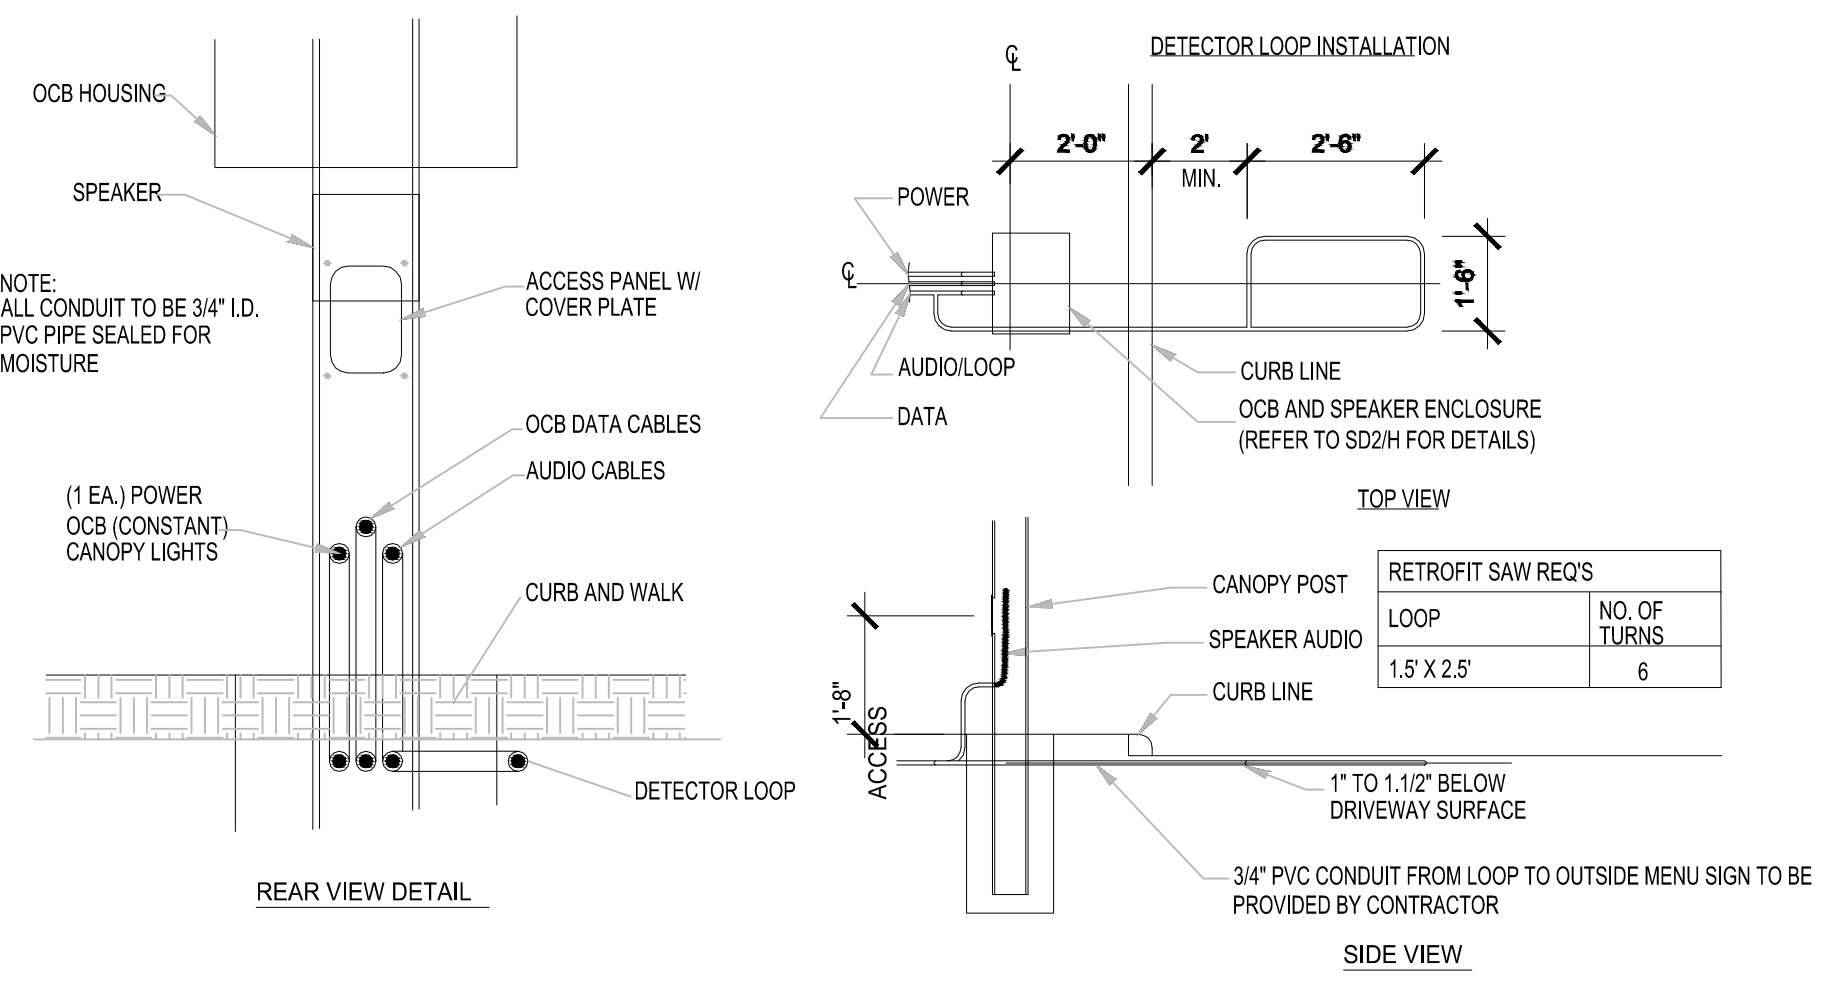 OCB HOUSING
SPEAKER
NOTE:
ALL CONDUIT TO BE 3/4" I.D.
PVC PIPE SEALED FOR
MOISTURE
ACCESS PANEL W/
COVER PLATE
OCB DATA CABLES
AUDIO CABLES
(1 EA.) POWER
OCB (CONSTANT)
CANOPY LIGHTS
CURB AND WALK
DETECTOR LOOP
REAR VIEW DETAIL
DETECTOR LOOP INSTALLATION
℄
2'-0"
2'
MIN.
2'-6"
POWER
℄
1'-6"
AUDIO/LOOP
DATA
CURB LINE
OCB AND SPEAKER ENCLOSURE
(REFER TO SD2/H FOR DETAILS)
TOP VIEW
RETROFIT SAW REQ'S
LOOP
NO. OF
TURNS
1.5' X 2.5'
6
CANOPY POST
SPEAKER AUDIO
CURB LINE
1'-8"
ACCESS
1" TO 1.1/2" BELOW
DRIVEWAY SURFACE
3/4" PVC CONDUIT FROM LOOP TO OUTSIDE MENU SIGN TO BE
PROVIDED BY CONTRACTOR
SIDE VIEW